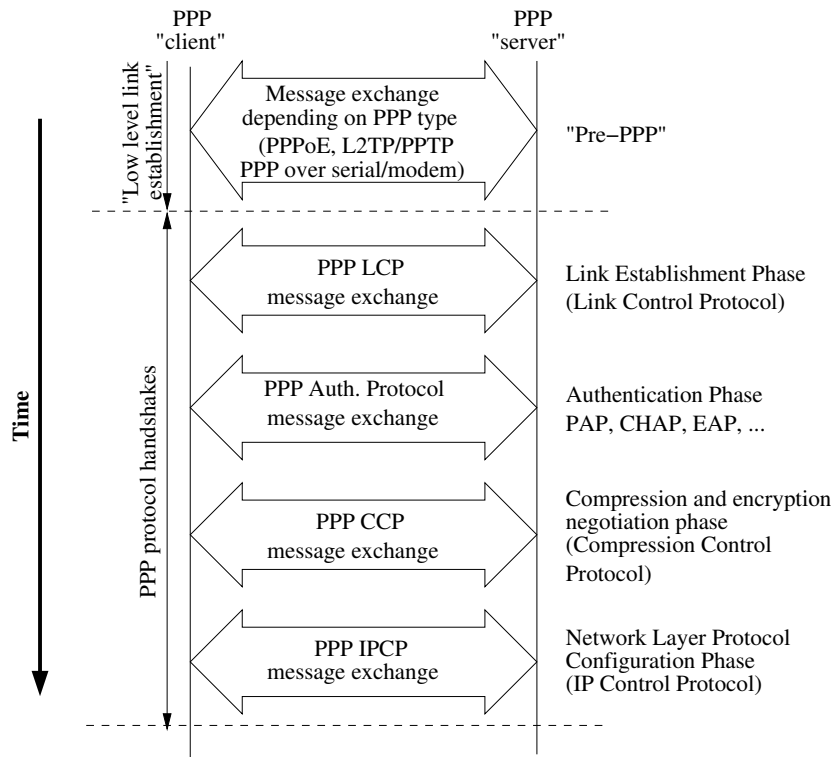 PPP
"client"
PPP
"server"
"Low level link
establishment"
Message exchange
depending on PPP type
(PPPoE, L2TP/PPTP
PPP over serial/modem)
"Pre−PPP"
Time
PPP protocol handshakes
PPP LCP
message exchange
Link Establishment Phase
(Link Control Protocol)
PPP Auth. Protocol
message exchange
Authentication Phase
PAP, CHAP, EAP, ...
PPP CCP
message exchange
Compression and encryption
negotiation phase
(Compression Control
Protocol)
PPP IPCP
message exchange
Network Layer Protocol
Configuration Phase
(IP Control Protocol)